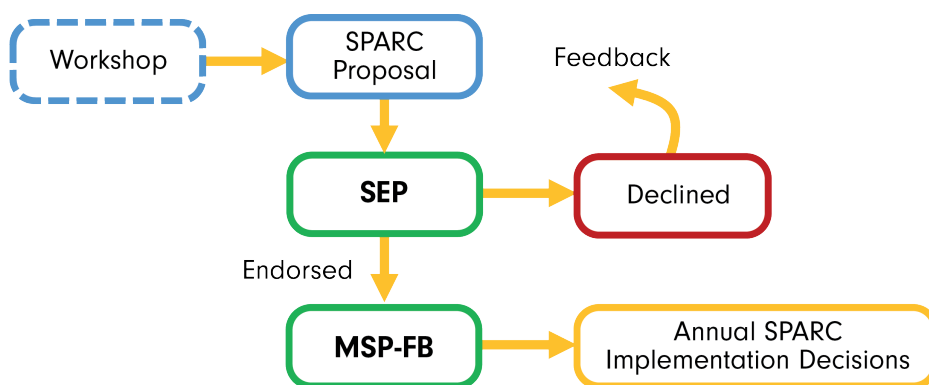 Workshop
SPARC
Proposal
Feedback
SEP
Declined
Endorsed
MSP-FB
Annual SPARC
Implementation Decisions